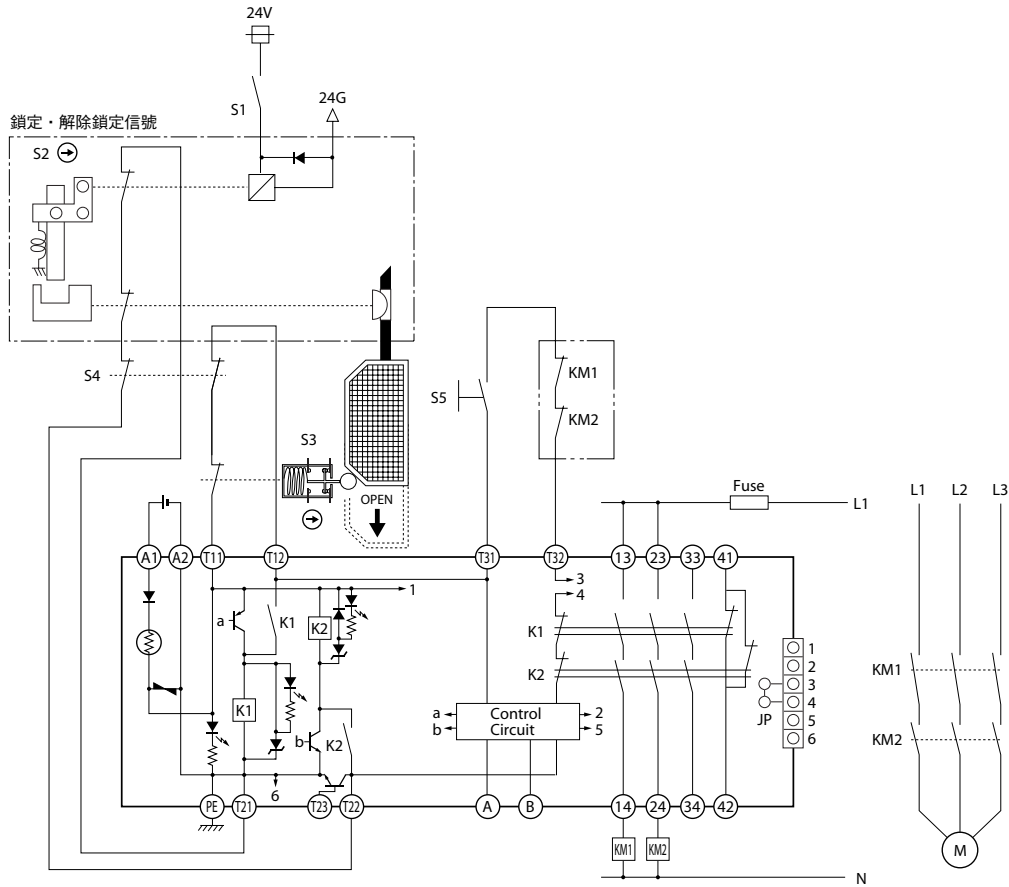 24V
S1
24G
鎖定・解除鎖定信號
S2
S4
S3
OPEN
S5
KM1
KM2
Fuse
L1
L1 L2 L3
A1 A2 T11 T12 T31 T32 13 23 33 41
1
3
4
a
K1
K2
K1
K2
K1
b
K2
6
a
b
Control
Circuit
2
5
JP
1
2
3
4
5
6
KM1
KM2
PE T21 T23 T22 A B 14 24 34 42
KM1 KM2
M
N